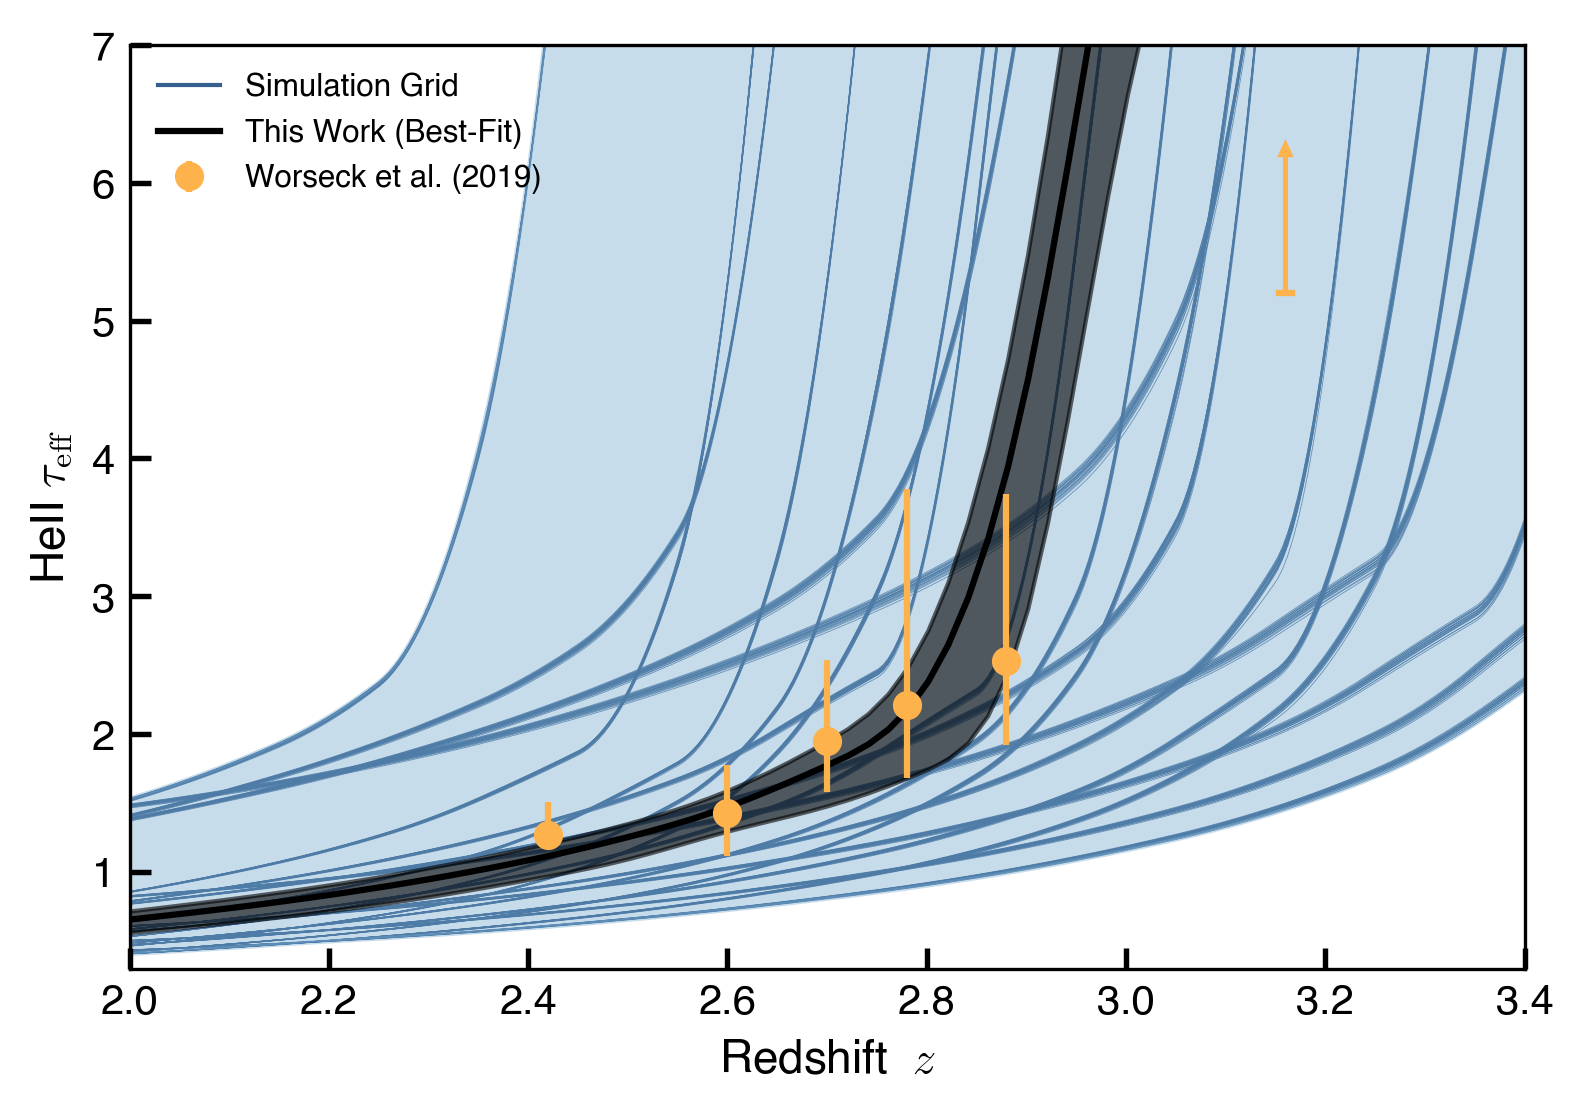 7
6
5
4
3
2
1
Simulation Grid
This Work (Best-Fit)
Worseck et al. (2019)
HeII τeff
2.0 2.2 2.4 2.6 2.8 3.0 3.2 3.4
Redshift z